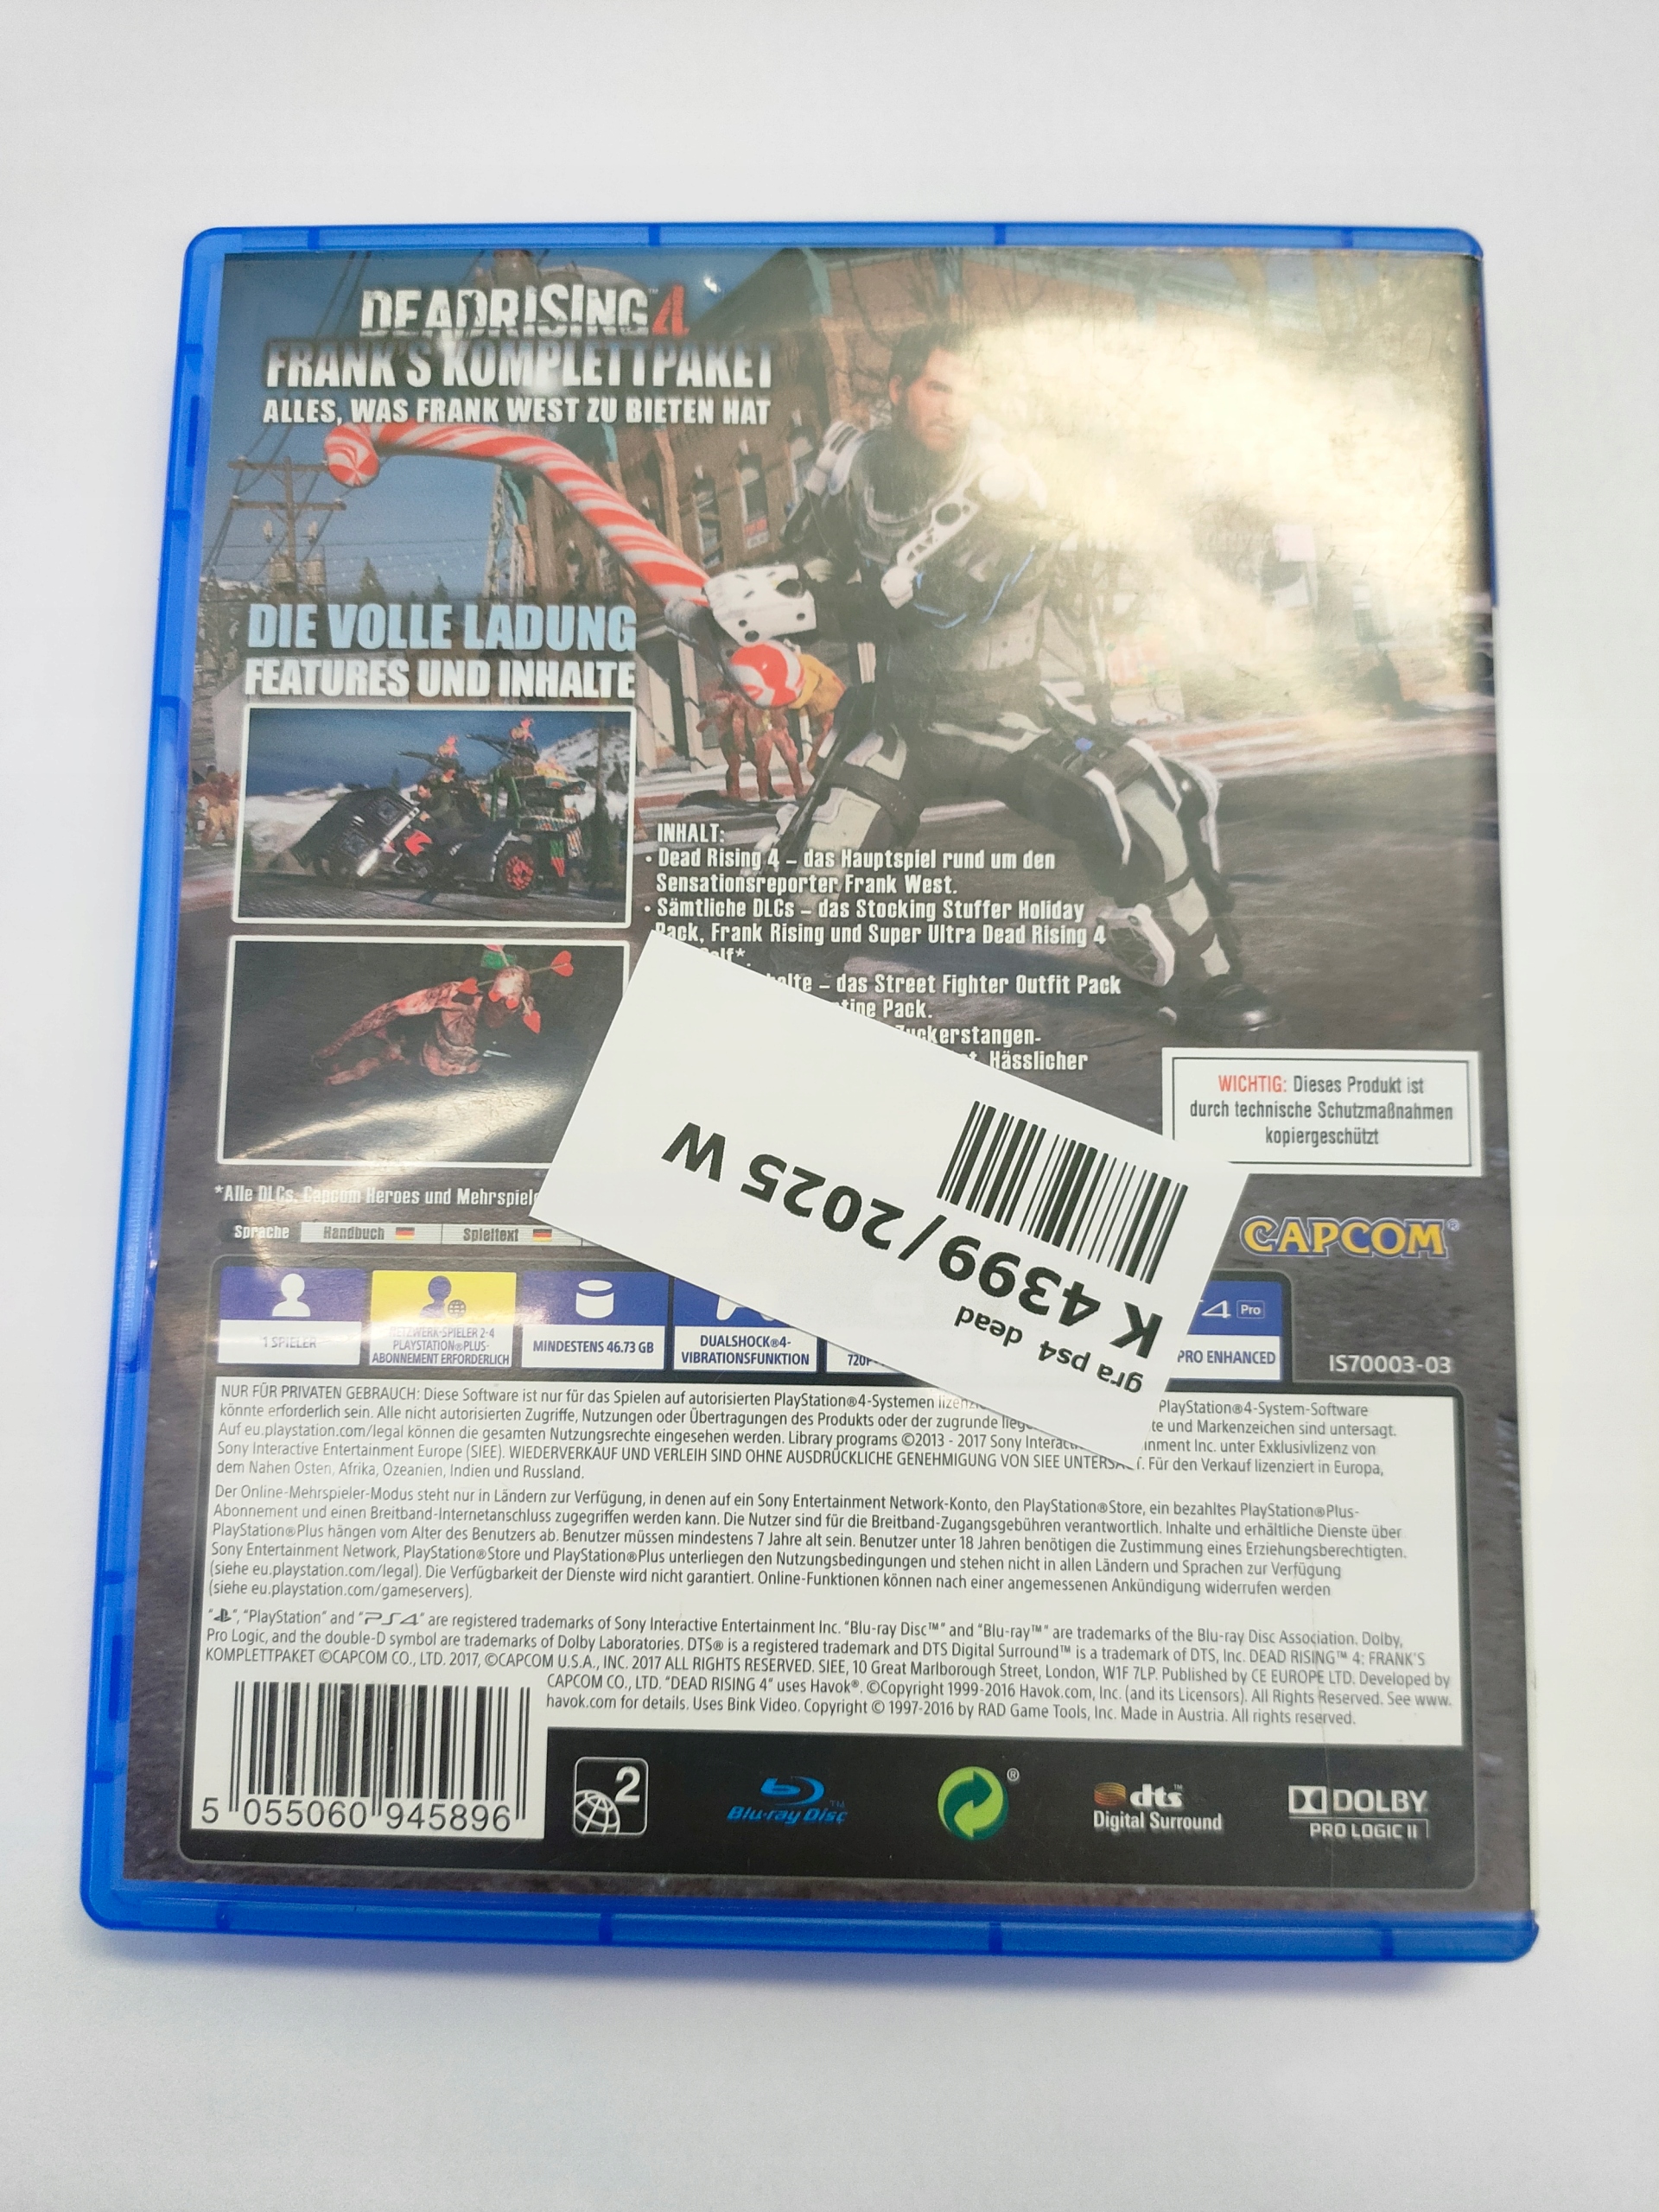 DEADRISING™4
FRANK'S KOMPLETTPAKET
ALLES, WAS FRANK WEST ZU BIETEN HAT
DIE VOLLE LADUNG
FEATURES UND INHALTE
INHALT:
• Dead Rising 4 – das Hauptspiel rund um den
Sensationsreporter Frank West.
• Sämtliche DLCs – das Stocking Stuffer Holiday
Pack, Frank Rising und Super Ultra Dead Rising 4
– das Street Fighter Outfit Pack
Pack.
Zuckerstangen-
Hässlicher
WICHTIG: Dieses Produkt ist
durch technische Schutzmaßnahmen
kopiergeschützt
K 4399/2025 W
gra ps4 dead
*Alle DLCs, Capcom Heroes und
Sprache Handbuch Spieltext
CAPCOM®
1 SPIELER
NETZWERK-SPIELER 2-4
PLAYSTATION®PLUS-
ABONNEMENT ERFORDERLICH
MINDESTENS 46.73 GB
DUALSHOCK®4-
VIBRATIONSFUNKTION
Pro
PRO ENHANCED
IS70003-03
NUR FÜR PRIVATEN GEBRAUCH: Diese Software ist nur für das Spielen auf autorisierten PlayStation®4-Systemen PlayStation®4-System-Software
könnte erforderlich sein. Alle nicht autorisierten Zugriffe, Nutzungen oder Übertragungen des Produkts oder der zugrunde und Markenzeichen sind untersagt.
Auf eu.playstation.com/legal können die gesamten Nutzungsrechte eingesehen werden. Library programs ©2013 - 2017 Sony Inc. unter Exklusivlizenz von
Sony Interactive Entertainment Europe (SIEE). WIEDERVERKAUF UND VERLEIH SIND OHNE AUSDRÜCKLICHE GENEHMIGUNG VON SIEE UNTERSAGT. Für den Verkauf lizenziert in Europa,
dem Nahen Osten, Afrika, Ozeanien, Indien und Russland.
Der Online-Mehrspieler-Modus steht nur in Ländern zur Verfügung, in denen auf ein Sony Entertainment Network-Konto, den PlayStation®Store, ein bezahltes PlayStation®Plus-
Abonnement und einen Breitband-Internetanschluss zugegriffen werden kann. Die Nutzer sind für die Breitband-Zugangsgebühren verantwortlich. Inhalte und erhältliche Dienste über
PlayStation®Plus hängen vom Alter des Benutzers ab. Benutzer müssen mindestens 7 Jahre alt sein. Benutzer unter 18 Jahren benötigen die Zustimmung eines Erziehungsberechtigten.
Sony Entertainment Network, PlayStation®Store und PlayStation®Plus unterliegen den Nutzungsbedingungen und stehen nicht in allen Ländern und Sprachen zur Verfügung
(siehe eu.playstation.com/legal). Die Verfügbarkeit der Dienste wird nicht garantiert. Online-Funktionen können nach einer angemessenen Ankündigung widerrufen werden
(siehe eu.playstation.com/gameservers).
"PlayStation" and "PS4" are registered trademarks of Sony Interactive Entertainment Inc. "Blu-ray Disc™" and "Blu-ray™" are trademarks of the Blu-ray Disc Association. Dolby,
Pro Logic, and the double-D symbol are trademarks of Dolby Laboratories. DTS® is a registered trademark and DTS Digital Surround™ is a trademark of DTS, Inc. DEAD RISING™ 4: FRANK'S
KOMPLETTPAKET ©CAPCOM CO., LTD. 2017, ©CAPCOM U.S.A., INC. 2017 ALL RIGHTS RESERVED. SIEE, 10 Great Marlborough Street, London, W1F 7LP. Published by CE EUROPE LTD. Developed by
CAPCOM CO., LTD. "DEAD RISING 4" uses Havok®. ©Copyright 1999-2016 Havok.com, Inc. (and its Licensors). All Rights Reserved. See www.
havok.com for details. Uses Bink Video. Copyright © 1997-2016 by RAD Game Tools, Inc. Made in Austria. All rights reserved.
5 055060 945896
2
Blu-ray Disc™
®
dts™
Digital Surround
DOLBY
PRO LOGIC II